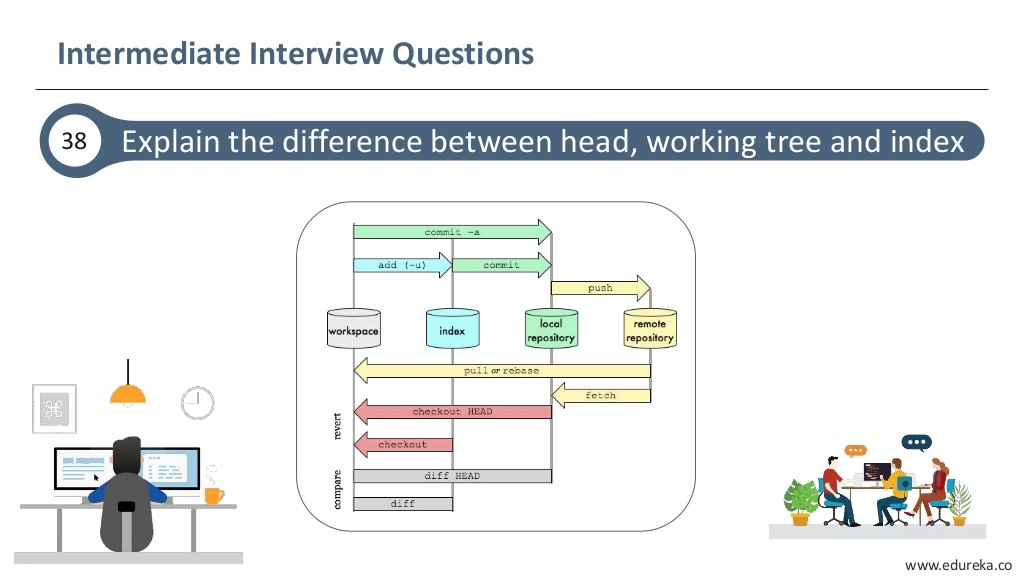 Intermediate Interview Questions
38
Explain the difference between head, working tree and index
commit -a
add (-u)
commit
push
workspace
index
local
repository
remote
repository
pull or rebase
fetch
revert
checkout HEAD
checkout
compare
diff HEAD
diff
www.edureka.co